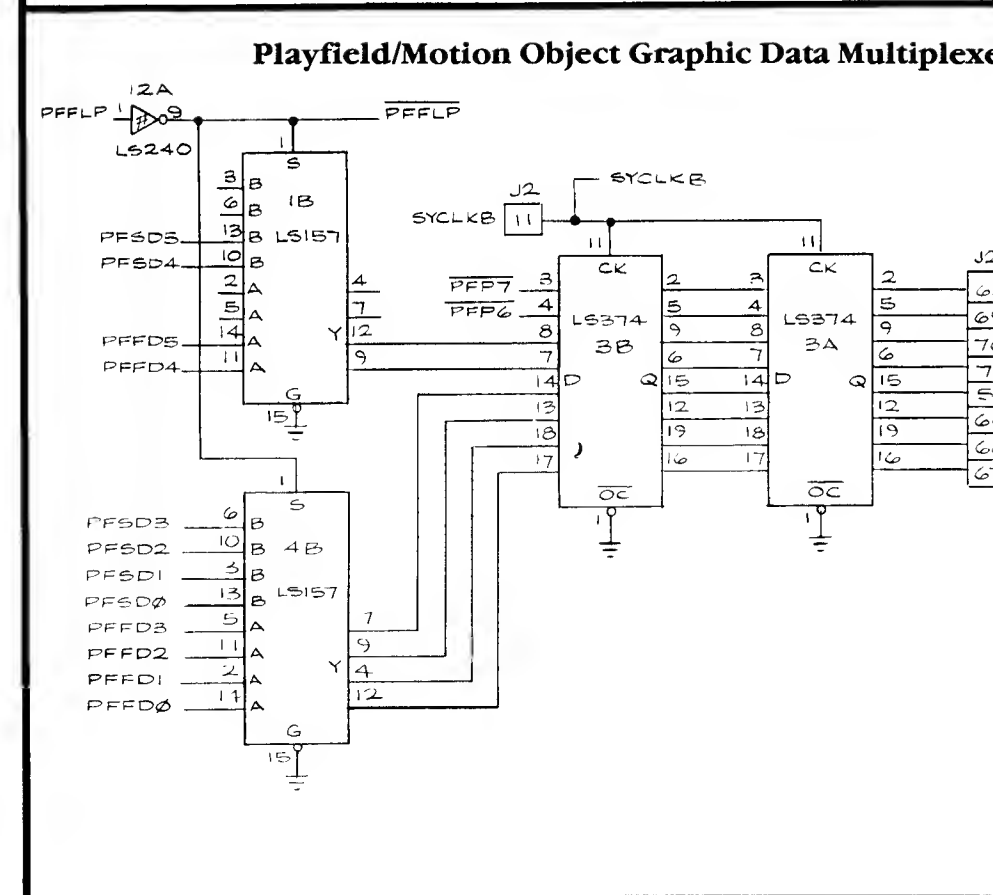 Playfield/Motion Object Graphic Data Multiplexe
12A
PFFLP 1 # 9 PFFLP
LS240
1
S
3 B
6 B 1B
PFSD5 13 B LS157
PFSD4 10 B
2 A 4
5 A 7
PFFD5 14 A Y 12
PFFD4 11 A 9
G
15
J2
SYCLKB 11 SYCLKB
11 11
CK CK
J2
PFP7 3 2 3 2
PFP6 4 LS374 5 4 LS374 5
8 3B 9 8 3A 9
7 6 7 6
14 D Q 15 14 D Q 15
13 12 13 12
18 19 18 19
17 16 17 16
OC OC
1 1
1
S
PFSD3 6 B
PFSD2 10 B 4B
PFSD1 3 B
PFSDØ 13 B LS157
PFFD3 5 A 7
PFFD2 11 A 9
PFFD1 2 A Y 4
PFFDØ A 12
G
15